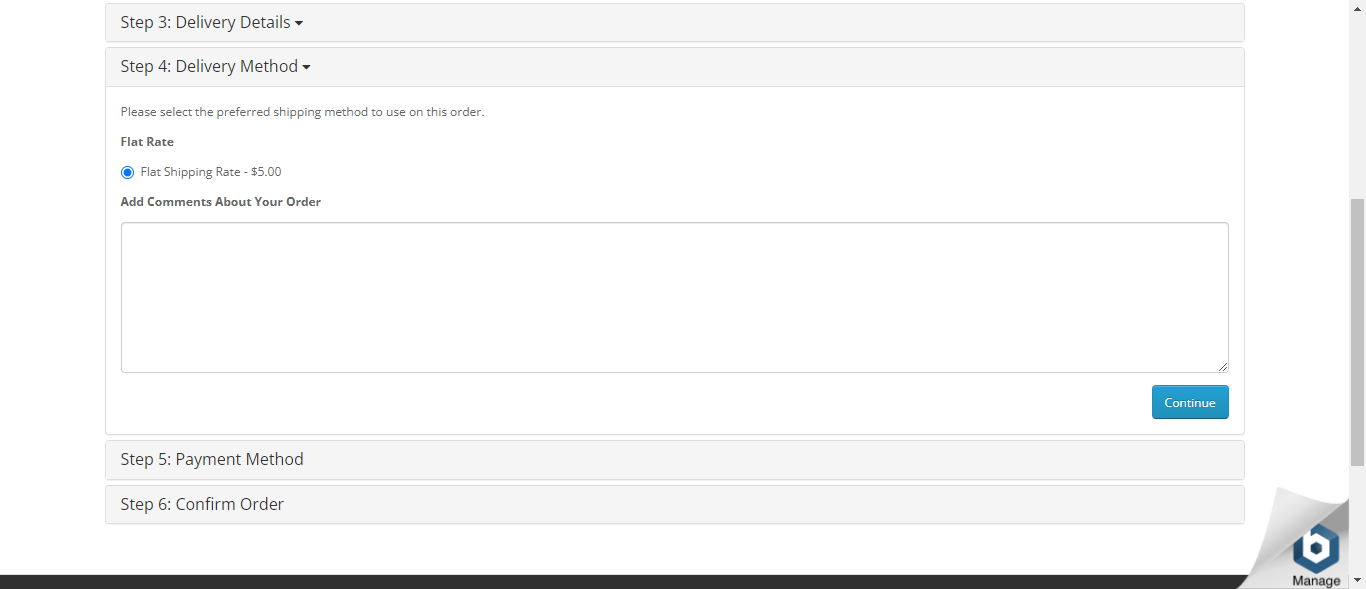 Step 3: Delivery Details
Step 4: Delivery Method
Please select the preferred shipping method to use on this order.
Flat Rate
Flat Shipping Rate - $5.00
Add Comments About Your Order
Continue
Step 5: Payment Method
Step 6: Confirm Order
b
Manage